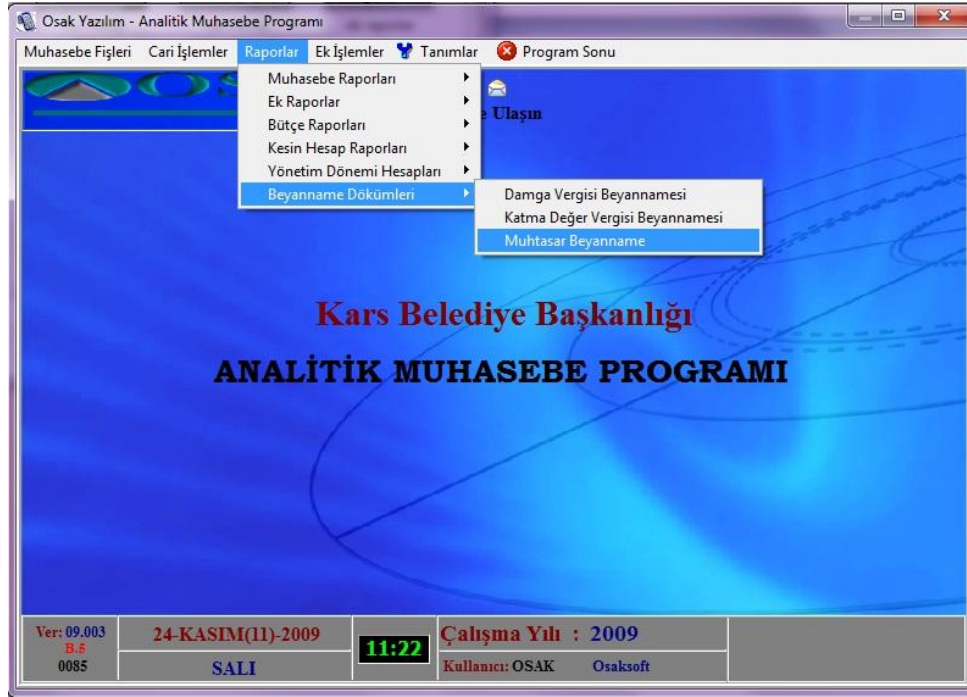 Osak Yazılım - Analitik Muhasebe Programı
Muhasebe Fişleri Cari İşlemler Raporlar Ek İşlemler Tanımlar Program Sonu
Muhasebe Raporları
Ek Raporlar
Bütçe Raporları
Kesin Hesap Raporları
Yönetim Dönemi Hesapları
Beyanname Dökümleri
Ulaşın
Damga Vergisi Beyannamesi
Katma Değer Vergisi Beyannamesi
Muhtasar Beyanname
Kars Belediye Başkanlığı
ANALİTİK MUHASEBE PROGRAMI
Ver: 09.003
B.5
0085
24-KASIM(11)-2009
SALI
11:22
Çalışma Yılı : 2009
Kullanıcı: OSAK Osaksoft